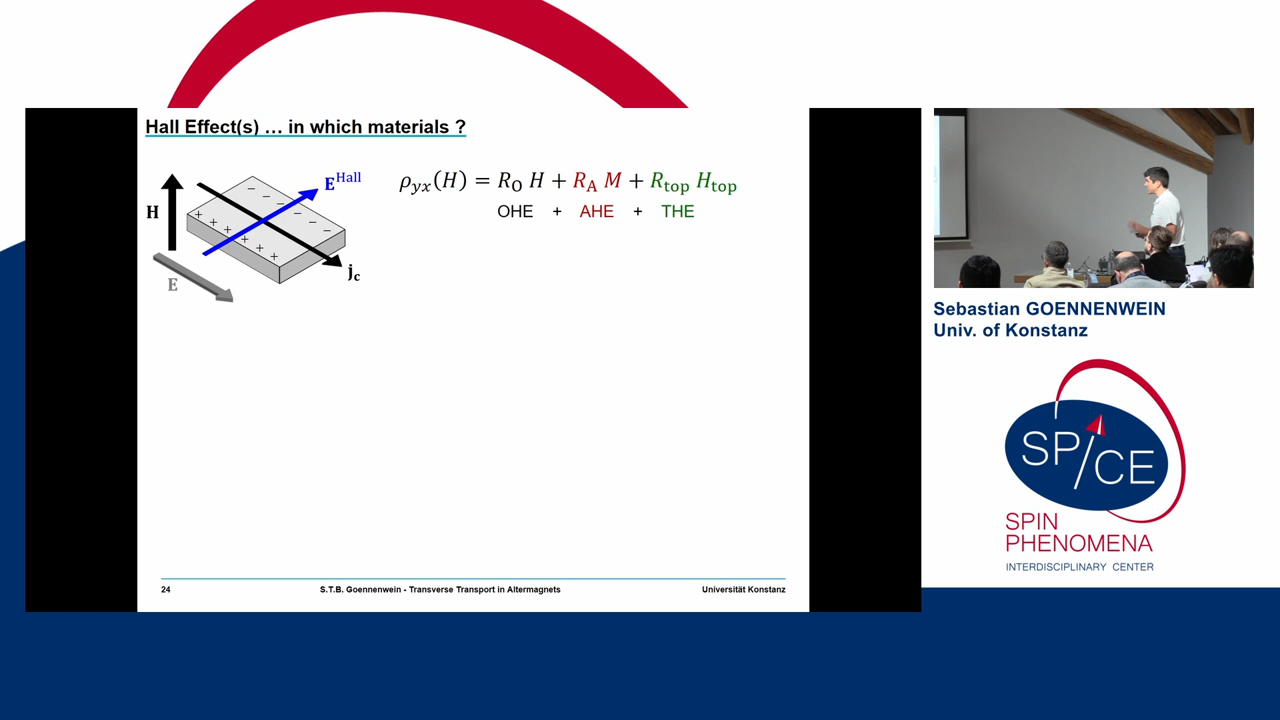 Hall Effect(s) … in which materials ?
H
E
E^Hall
j_c
− − − − − −
+ + + + + +
ρ_yx(H) = R_O H + R_A M + R_top H_top
OHE + AHE + THE
24
S.T.B. Goennenwein - Transverse Transport in Altermagnets
Universität Konstanz
Sebastian GOENNENWEIN
Univ. of Konstanz
SP/CE
SPIN
PHENOMENA
INTERDISCIPLINARY CENTER